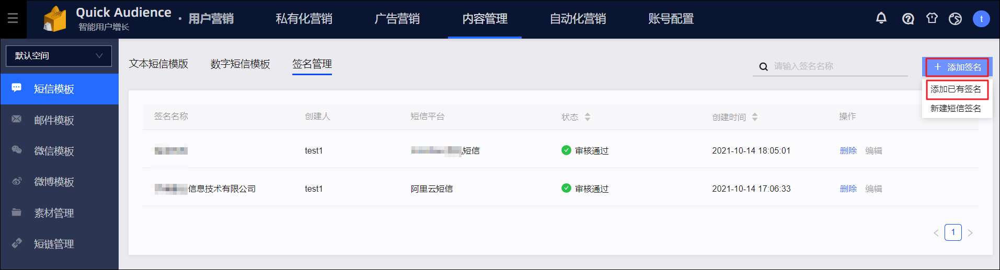 Quick Audience
智能用户增长
· 用户营销
私有化营销
广告营销
内容管理
自动化营销
账号配置
t
默认空间
短信模板
邮件模板
微信模板
微博模板
素材管理
短链管理
文本短信模版
数字短信模板
签名管理
请输入签名名称
+ 添加签名
添加已有签名
新建短信签名
签名名称 创建人 短信平台 状态 创建时间 操作
test1 短信 审核通过 2021-10-14 18:05:01 删除 编辑
信息技术有限公司 test1 阿里云短信 审核通过 2021-10-14 17:06:33 删除 编辑
< 1 >